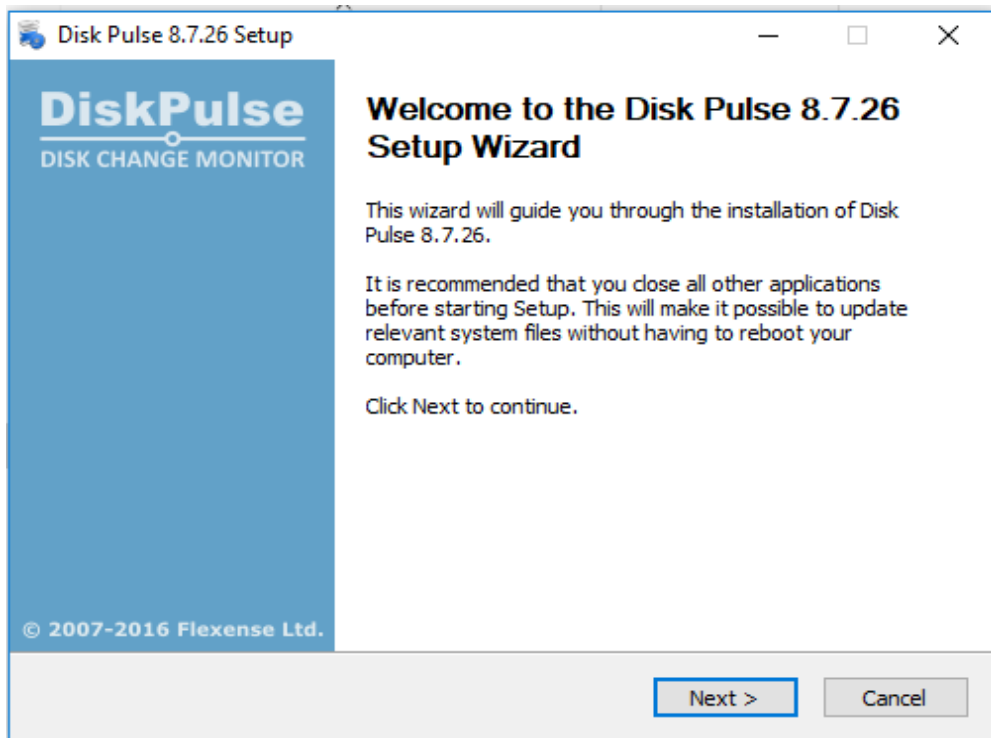 Disk Pulse 8.7.26 Setup
DiskPulse
DISK CHANGE MONITOR
Welcome to the Disk Pulse 8.7.26
Setup Wizard
This wizard will guide you through the installation of Disk
Pulse 8.7.26.
It is recommended that you close all other applications
before starting Setup. This will make it possible to update
relevant system files without having to reboot your
computer.
Click Next to continue.
© 2007-2016 Flexense Ltd.
Next >
Cancel